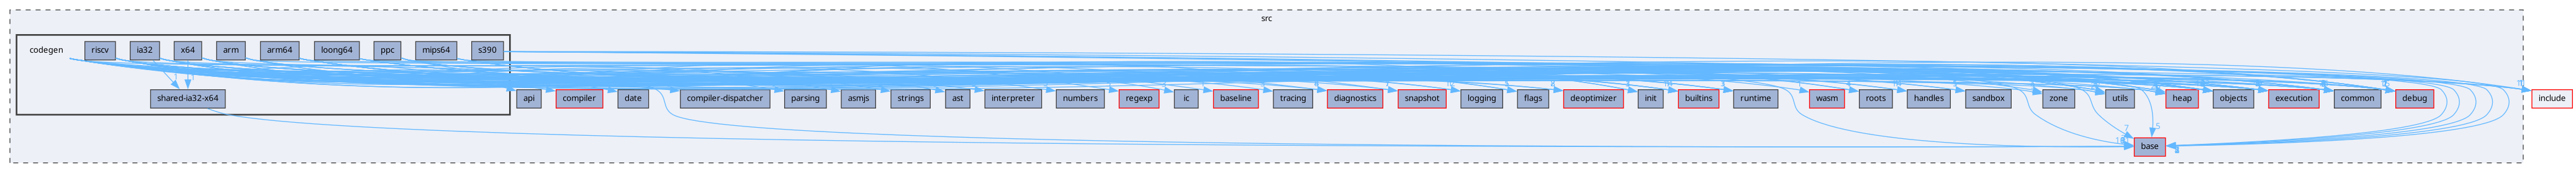 src
codegen riscv ia32 x64 arm arm64 loong64 ppc mips64 s390
shared-ia32-x64 api compiler date compiler-dispatcher parsing asmjs strings ast interpreter numbers regexp ic baseline tracing diagnostics snapshot logging flags deoptimizer init builtins runtime wasm roots handles sandbox zone utils heap objects execution common debug include
7 5
base